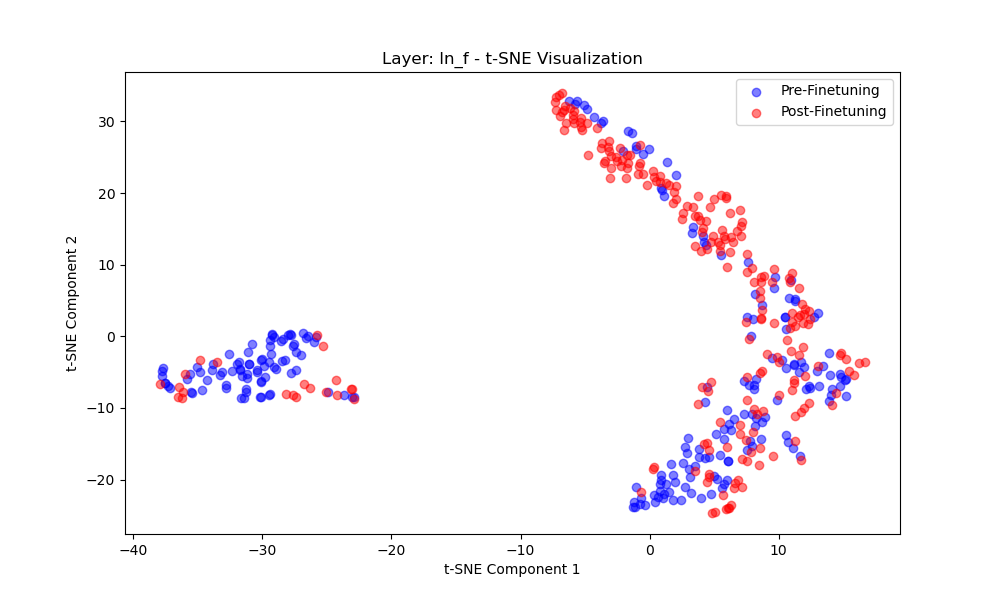 Layer: ln_f - t-SNE Visualization
Pre-Finetuning
Post-Finetuning
30
20
10
0
−10
−20
t-SNE Component 2
−40
−30
−20
−10
0
10
t-SNE Component 1